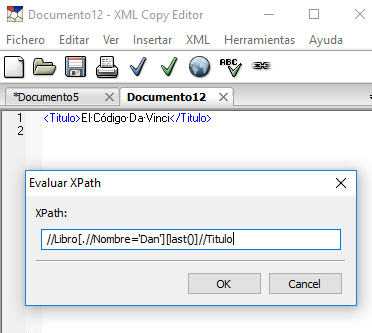 Documento12 - XML Copy Editor
Fichero Editar Ver Insertar XML Herramientas Ayuda
ABC
*Documento5 Documento12
1 <Titulo>El·Código·Da·Vinci</Titulo>
2
Evaluar XPath
XPath:
//Libro[.//Nombre='Dan'][last()]//Titulo
OK Cancel